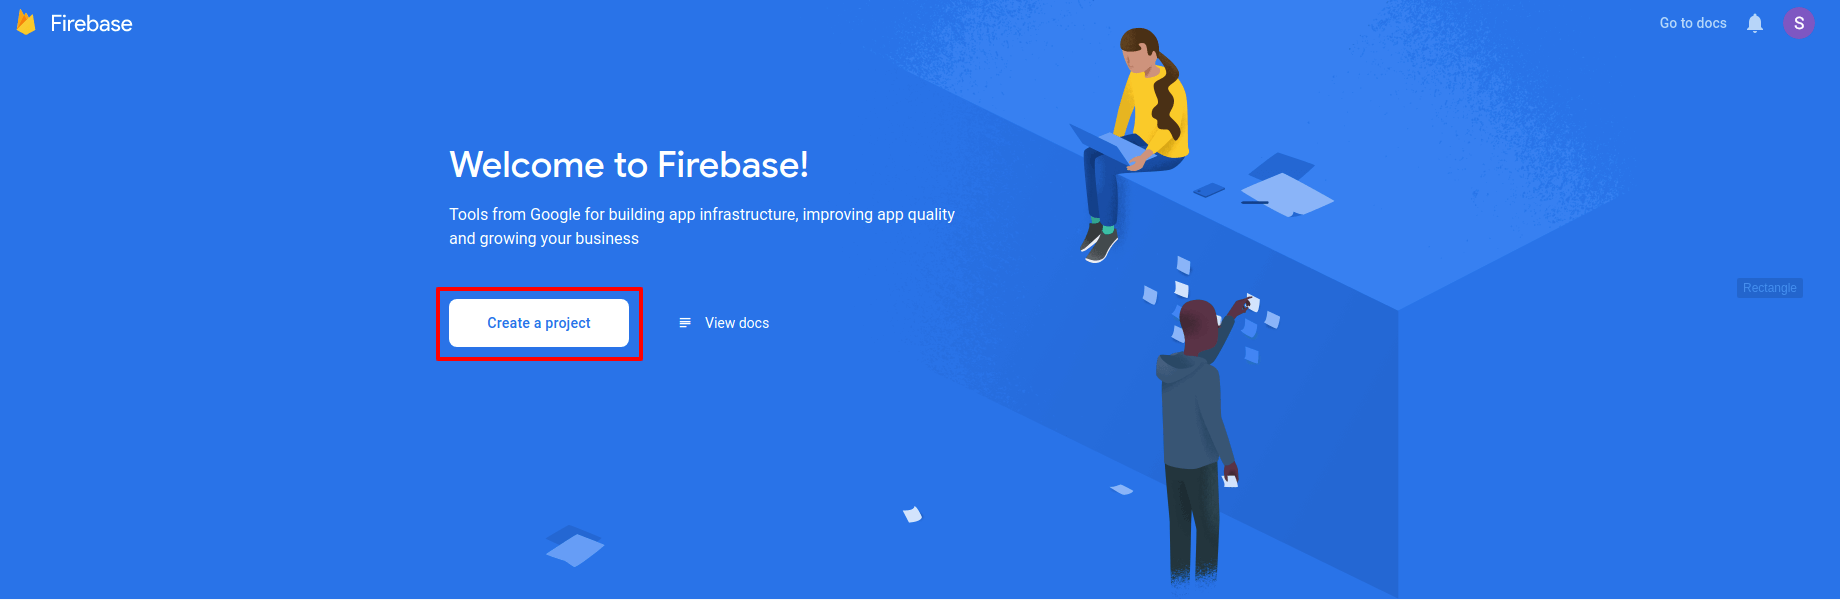 Firebase
Go to docs
S
Welcome to Firebase!
Tools from Google for building app infrastructure, improving app quality
and growing your business
Create a project
View docs
Rectangle